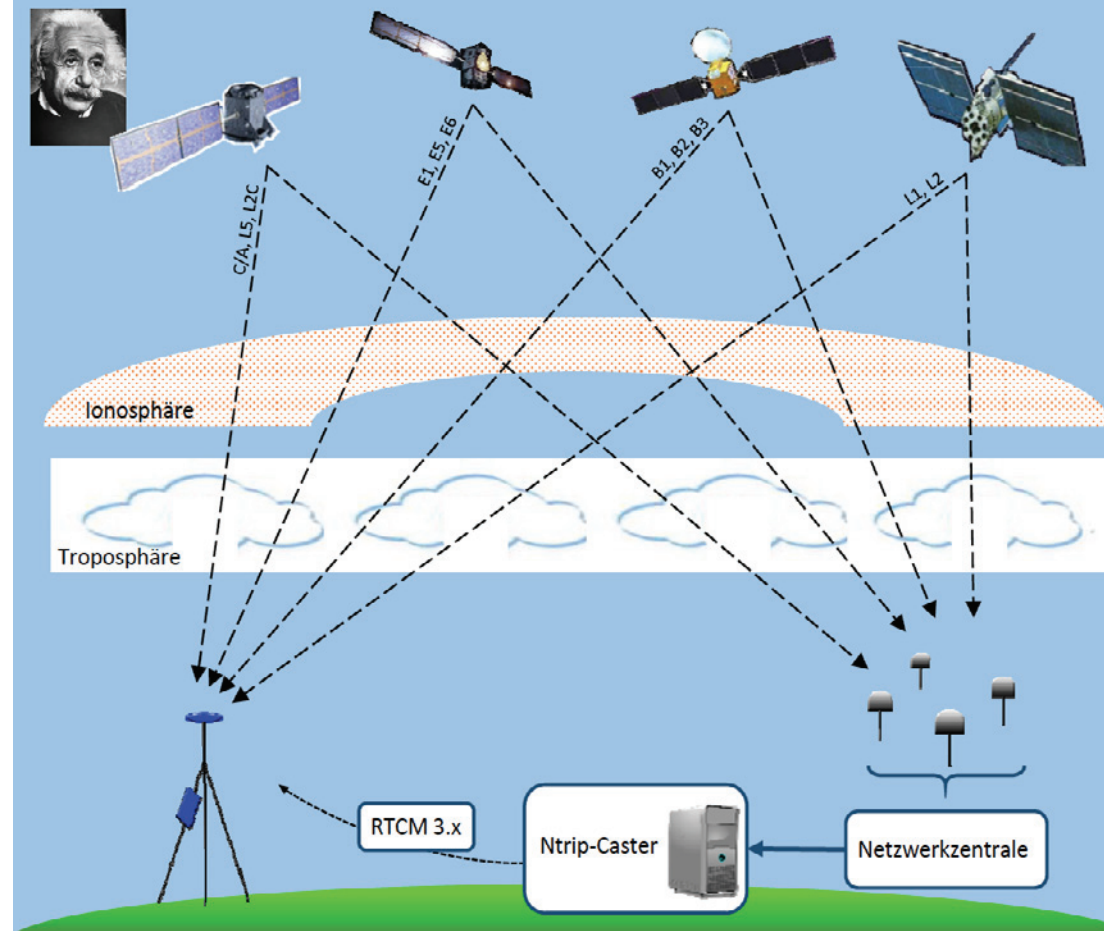 C/A, L5, L2C
E1, E5, E6
B1, B2, B3
L1, L2
Ionosphäre
Troposphäre
RTCM 3.x
Ntrip-Caster
Netzwerkzentrale